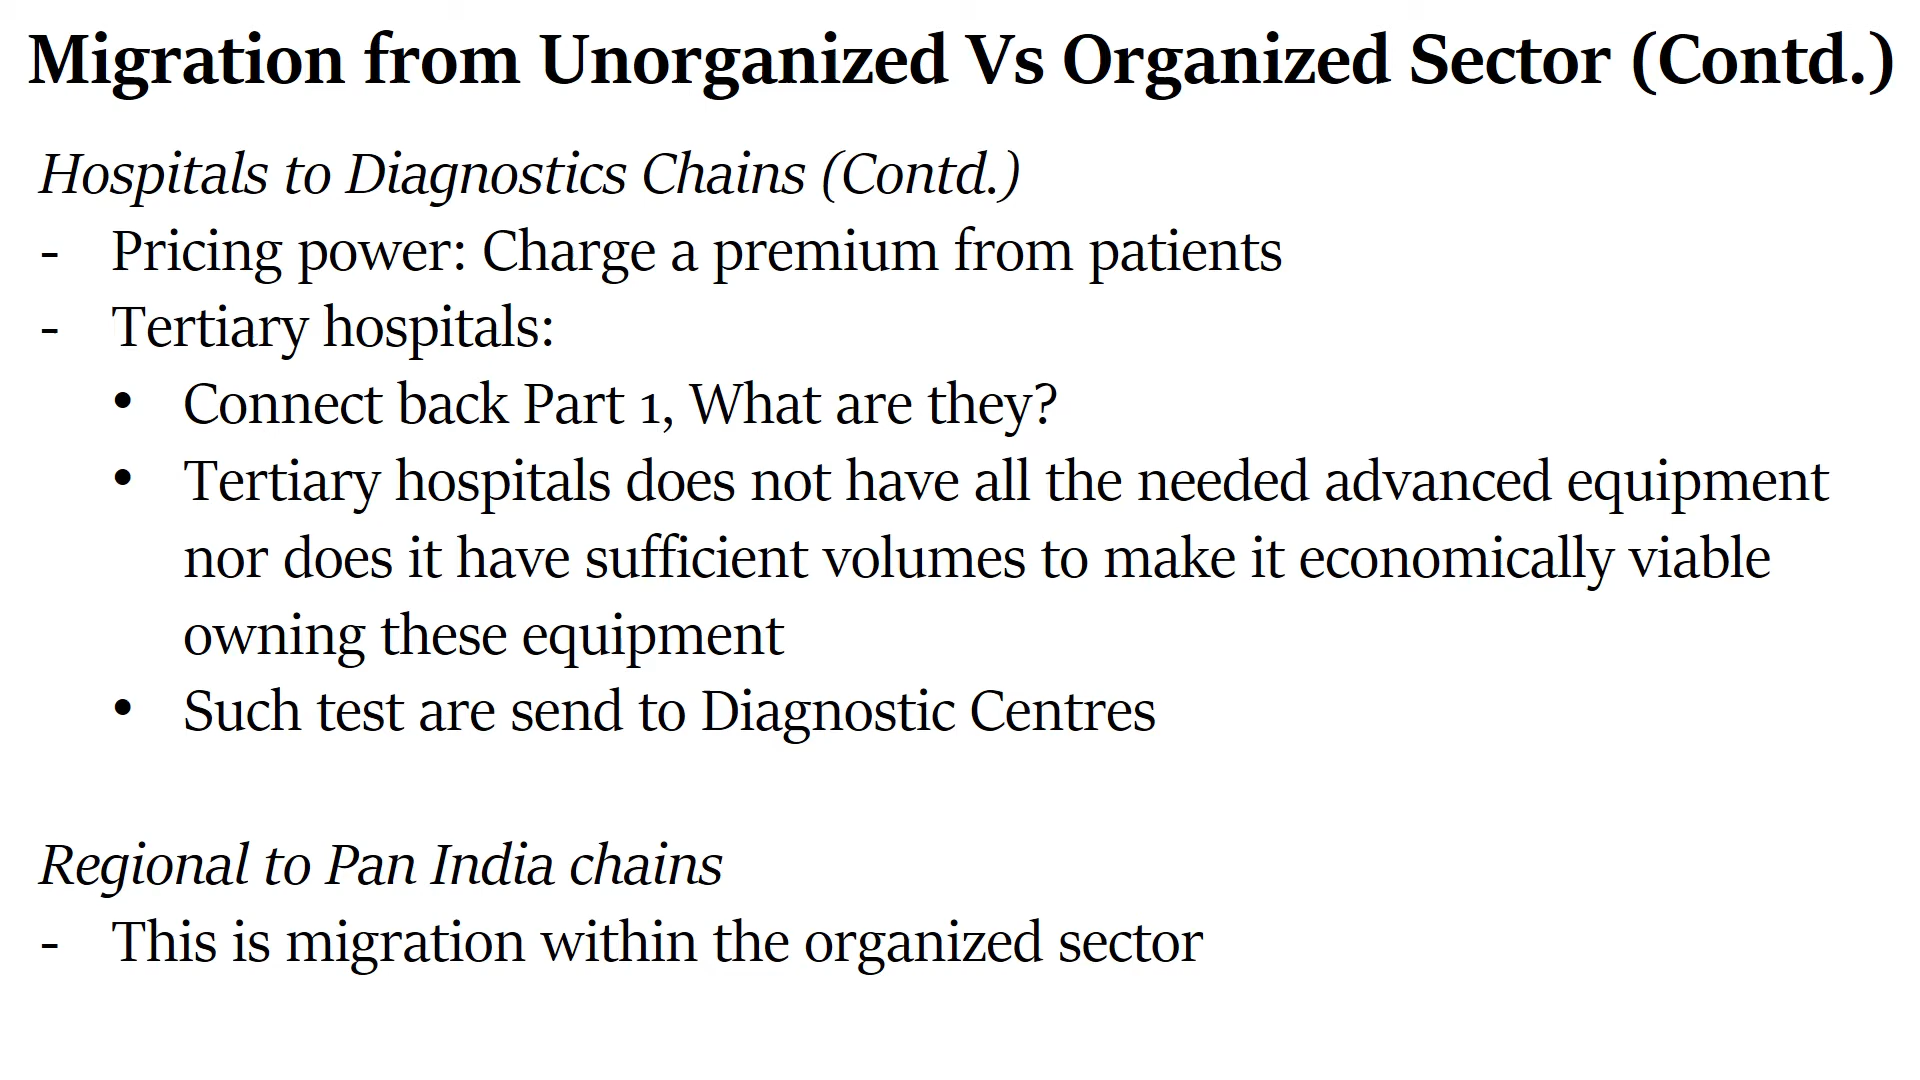 Migration from Unorganized Vs Organized Sector (Contd.)
Hospitals to Diagnostics Chains (Contd.)
- Pricing power: Charge a premium from patients
- Tertiary hospitals:
• Connect back Part 1, What are they?
• Tertiary hospitals does not have all the needed advanced equipment
nor does it have sufficient volumes to make it economically viable
owning these equipment
• Such test are send to Diagnostic Centres
Regional to Pan India chains
- This is migration within the organized sector